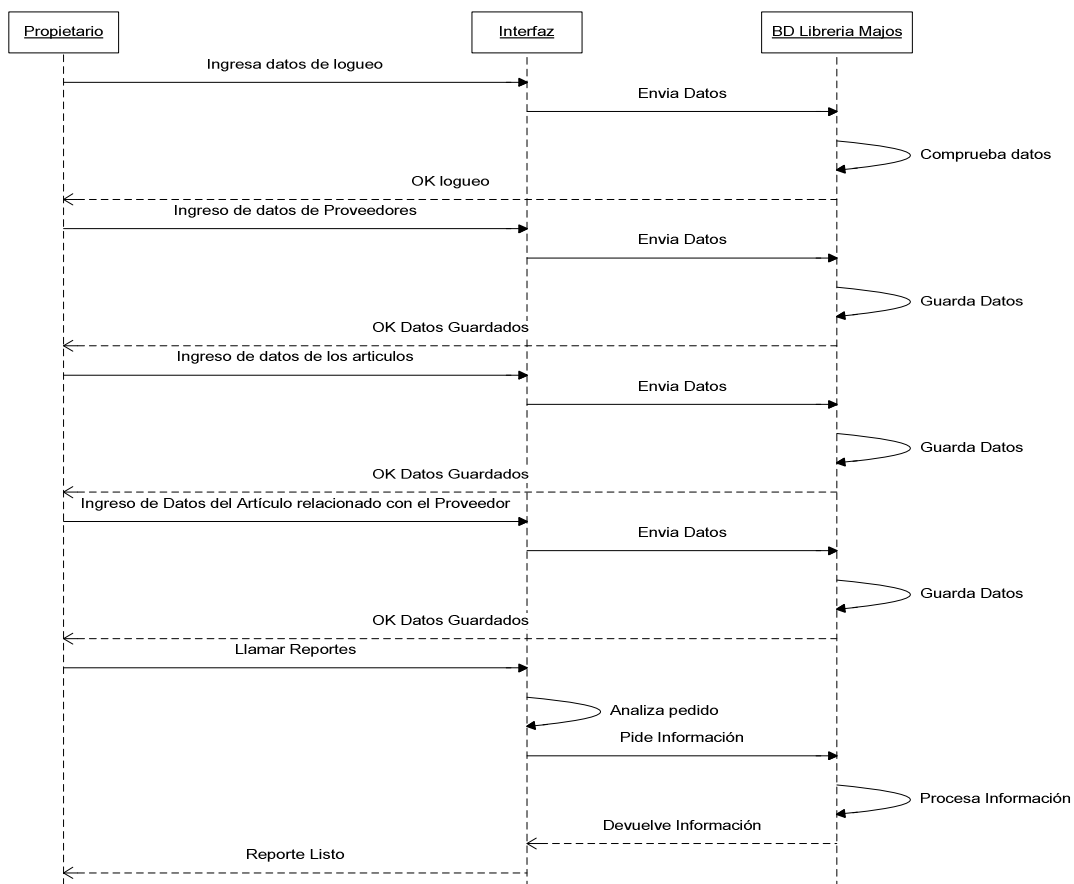 Propietario
Interfaz
BD Libreria Majos
Ingresa datos de logueo
Envia Datos
Comprueba datos
OK logueo
Ingreso de datos de Proveedores
Envia Datos
Guarda Datos
OK Datos Guardados
Ingreso de datos de los articulos
Envia Datos
Guarda Datos
OK Datos Guardados
Ingreso de Datos del Artículo relacionado con el Proveedor
Envia Datos
Guarda Datos
OK Datos Guardados
Llamar Reportes
Analiza pedido
Pide Información
Procesa Información
Devuelve Información
Reporte Listo